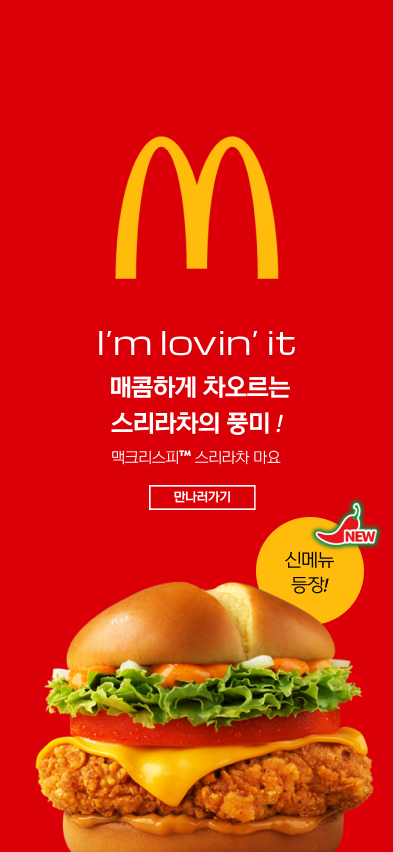 I'm lovin' it
매콤하게 차오르는
스리라차의 풍미!
맥크리스피™ 스리라차 마요
만나러가기
NEW
신메뉴
등장!